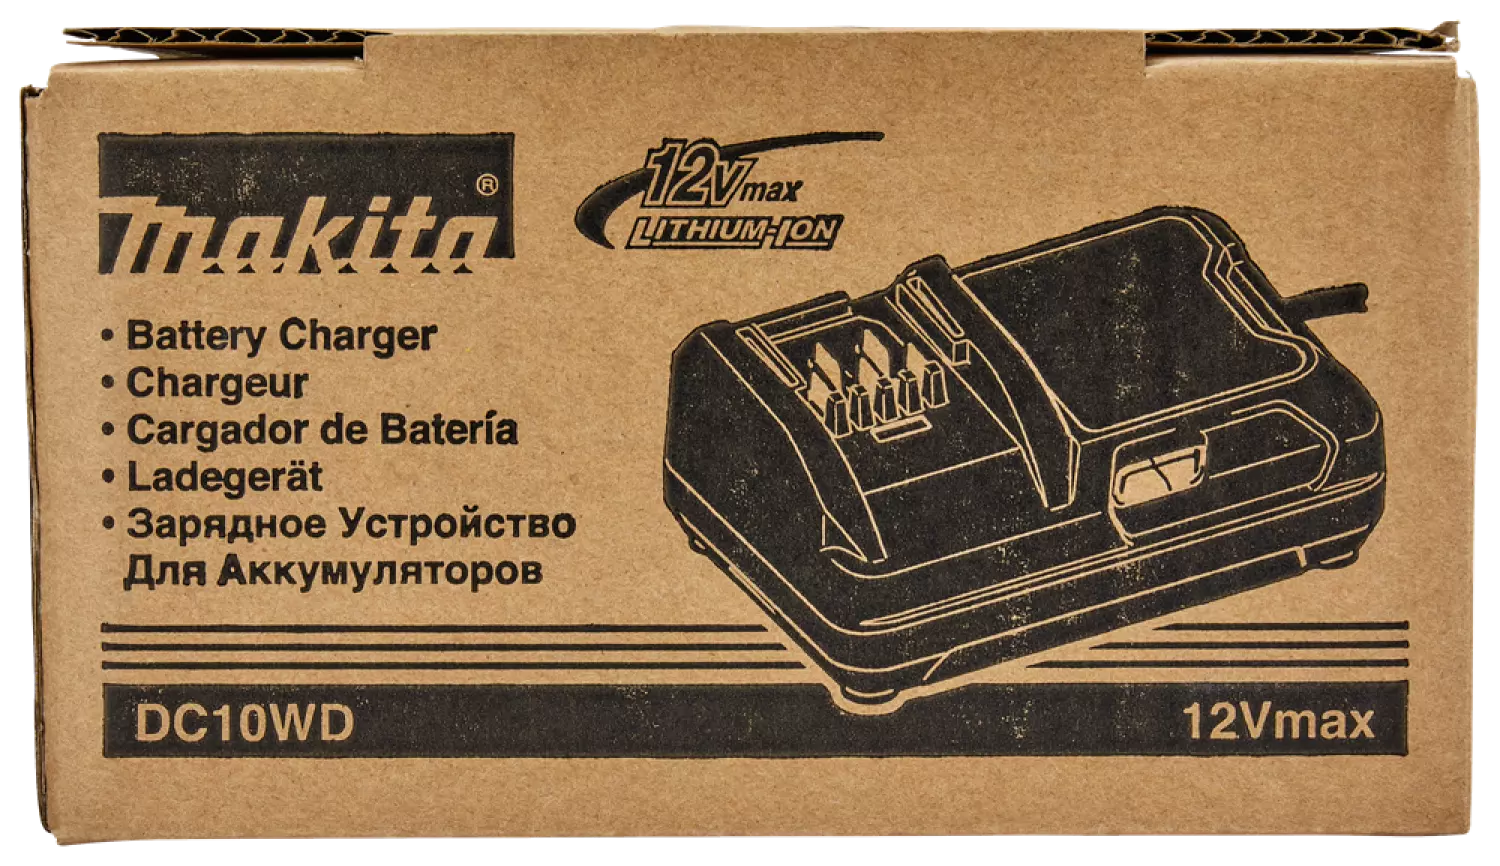 Makita®
12Vmax
LITHIUM-ION
• Battery Charger
• Chargeur
• Cargador de Batería
• Ladegerät
• Зарядное Устройство
Для Аккумуляторов
DC10WD
12Vmax